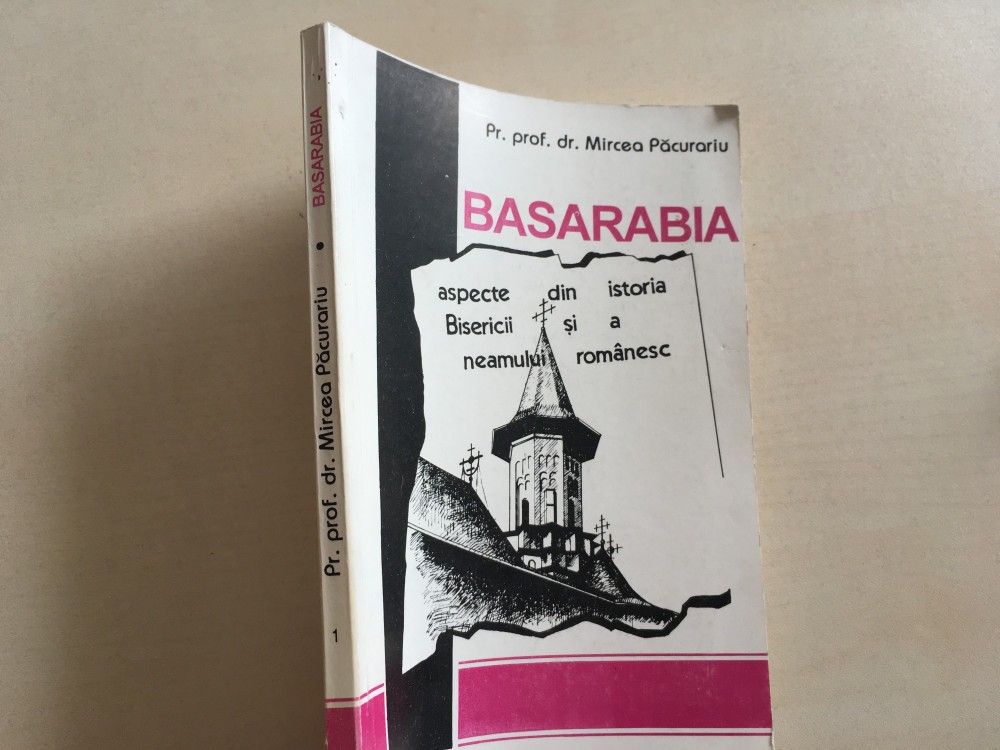 Pr. prof. dr. Mircea Păcurariu
BASARABIA
aspecte din istoria
Bisericii și a
neamului românesc
BASARABIA • Pr. prof. dr. Mircea Păcurariu 1